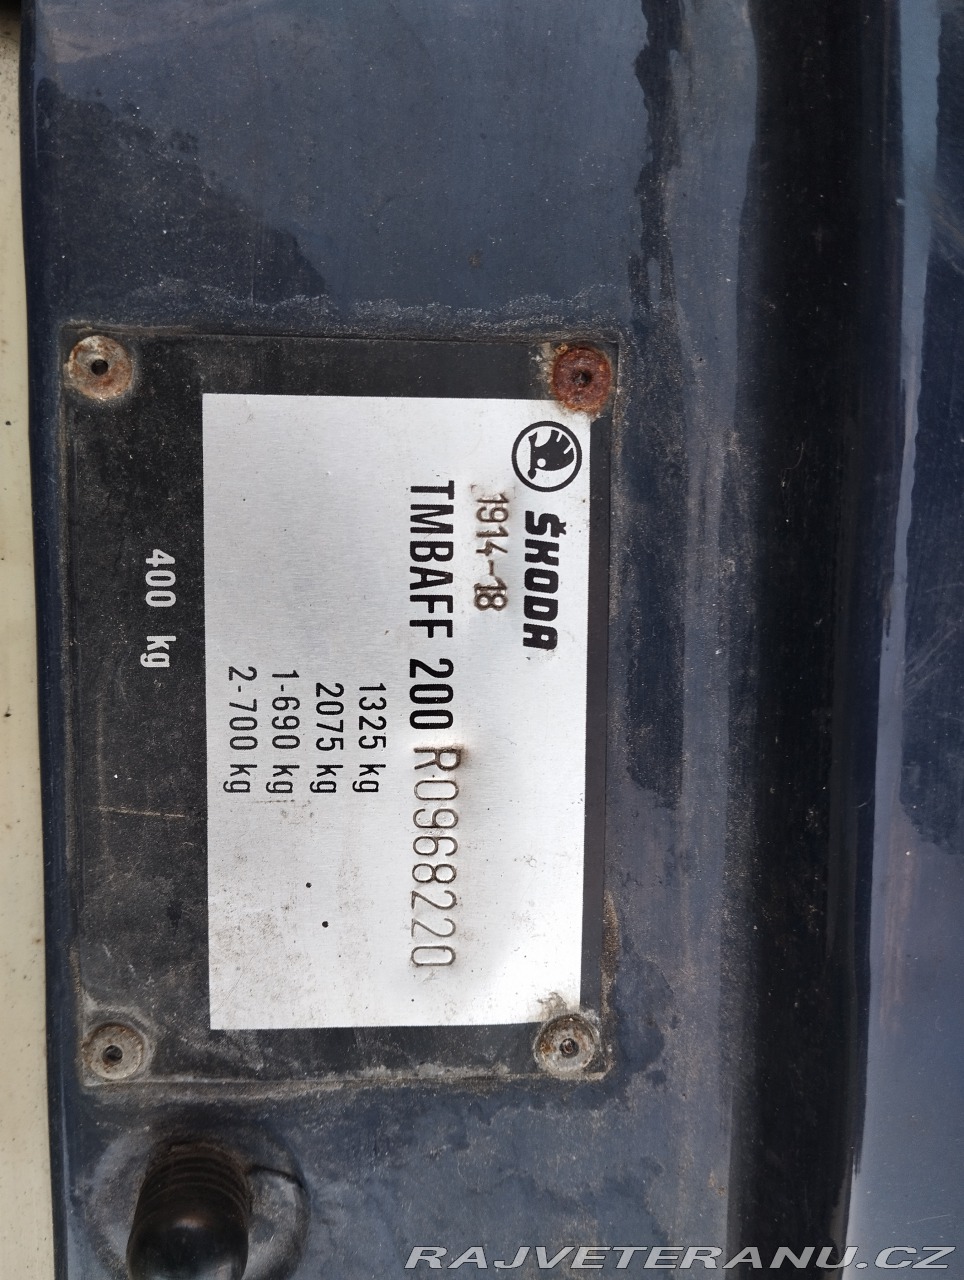 ŠKODA
1914-18
TMBAFF 200 R0968220
1325 kg
2075 kg
1-690 kg
2-700 kg
400 kg
RAJVETERANU.CZ